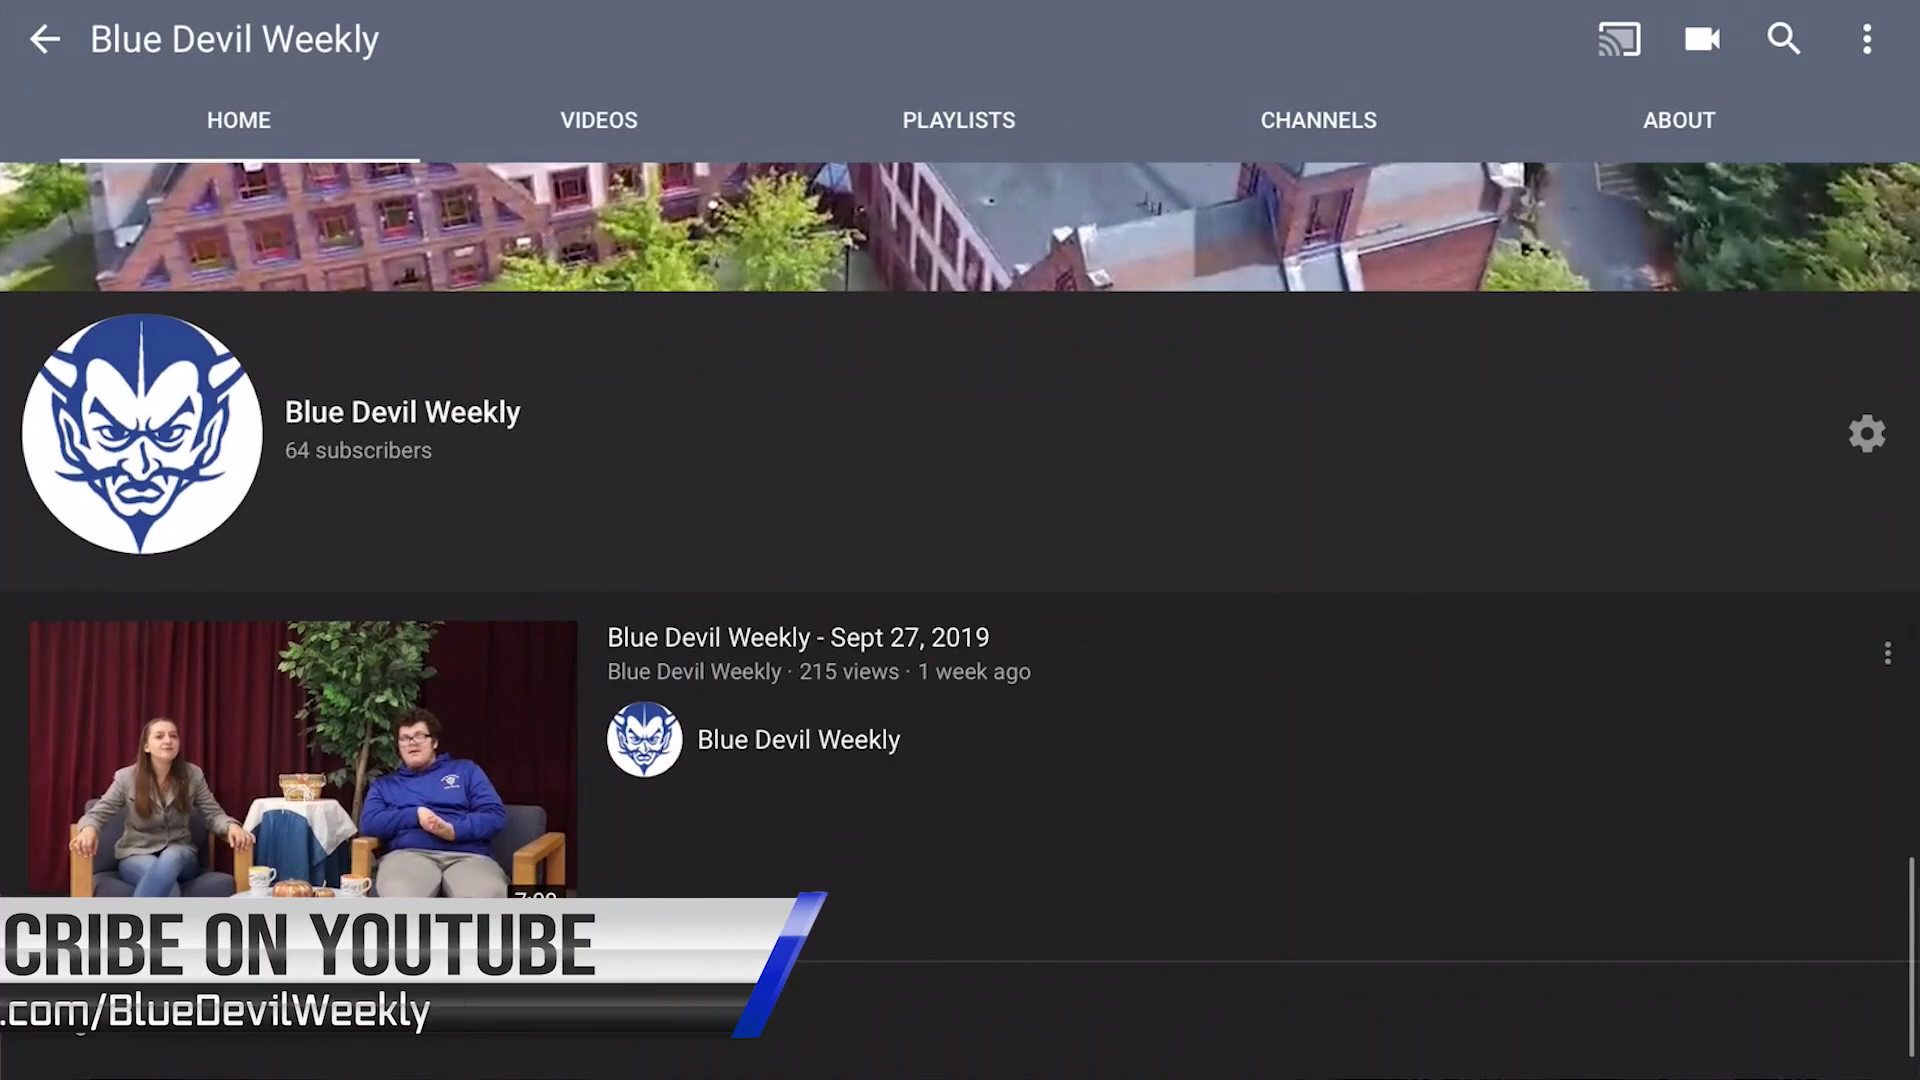 Blue Devil Weekly
HOME VIDEOS PLAYLISTS CHANNELS ABOUT
Blue Devil Weekly
64 subscribers
Blue Devil Weekly - Sept 27, 2019
Blue Devil Weekly · 215 views · 1 week ago
Blue Devil Weekly
CRIBE ON YOUTUBE
.com/BlueDevilWeekly